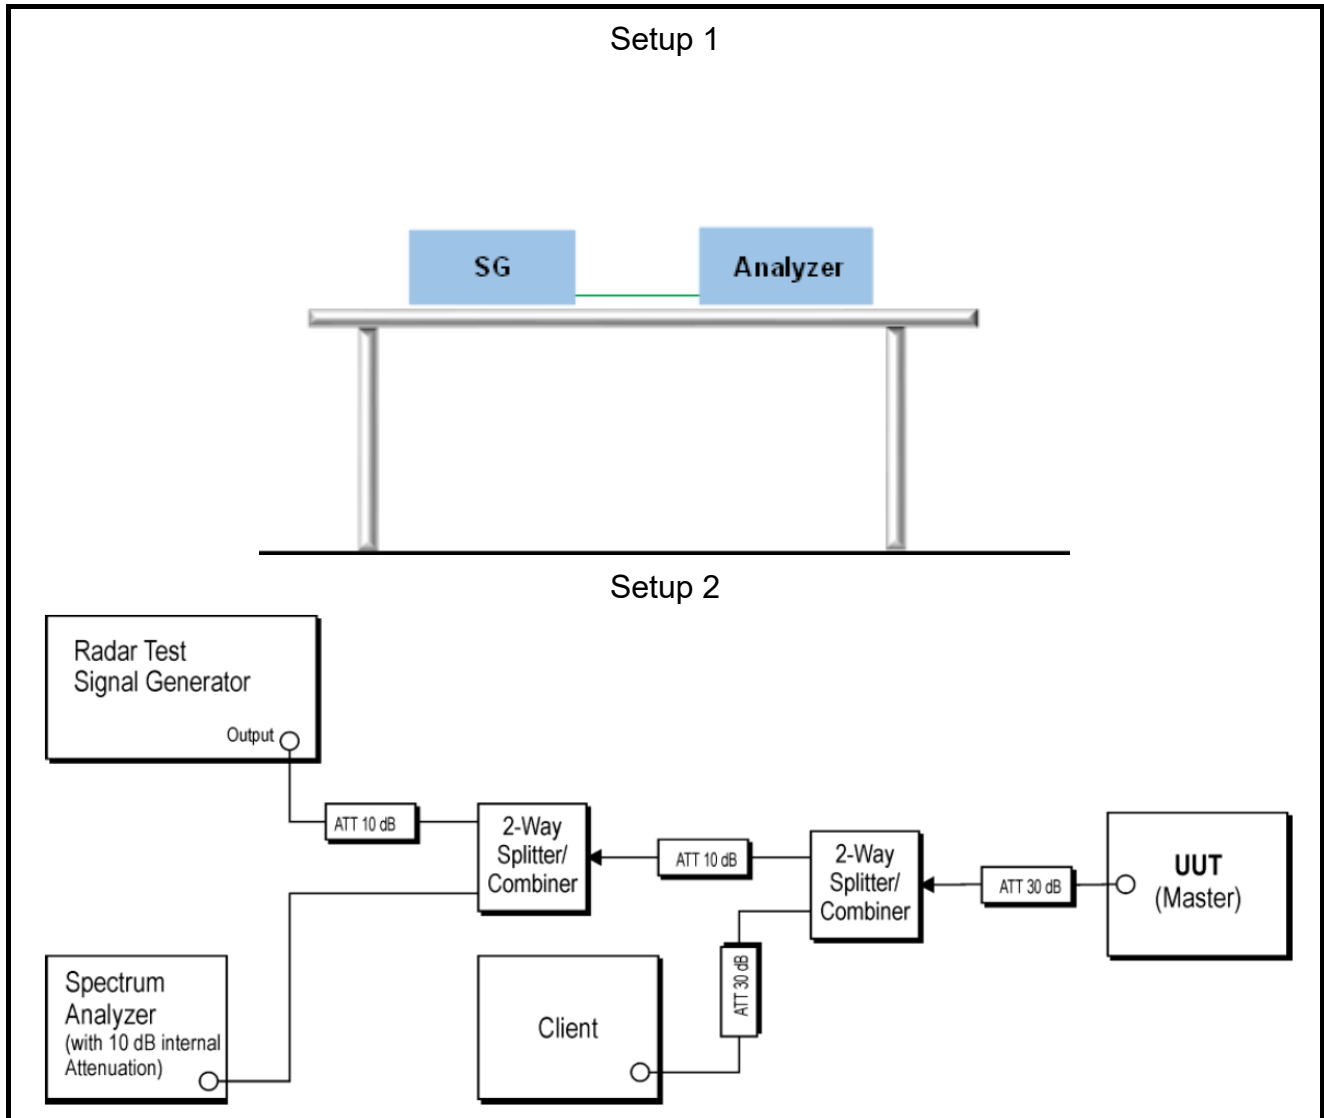 Setup 1
SG
Analyzer
Setup 2
Radar Test
Signal Generator
Output
ATT 10 dB
2-Way
Splitter/
Combiner
ATT 10 dB
2-Way
Splitter/
Combiner
ATT 30 dB
UUT
(Master)
Spectrum
Analyzer
(with 10 dB internal
Attenuation)
Client
ATT 30 dB